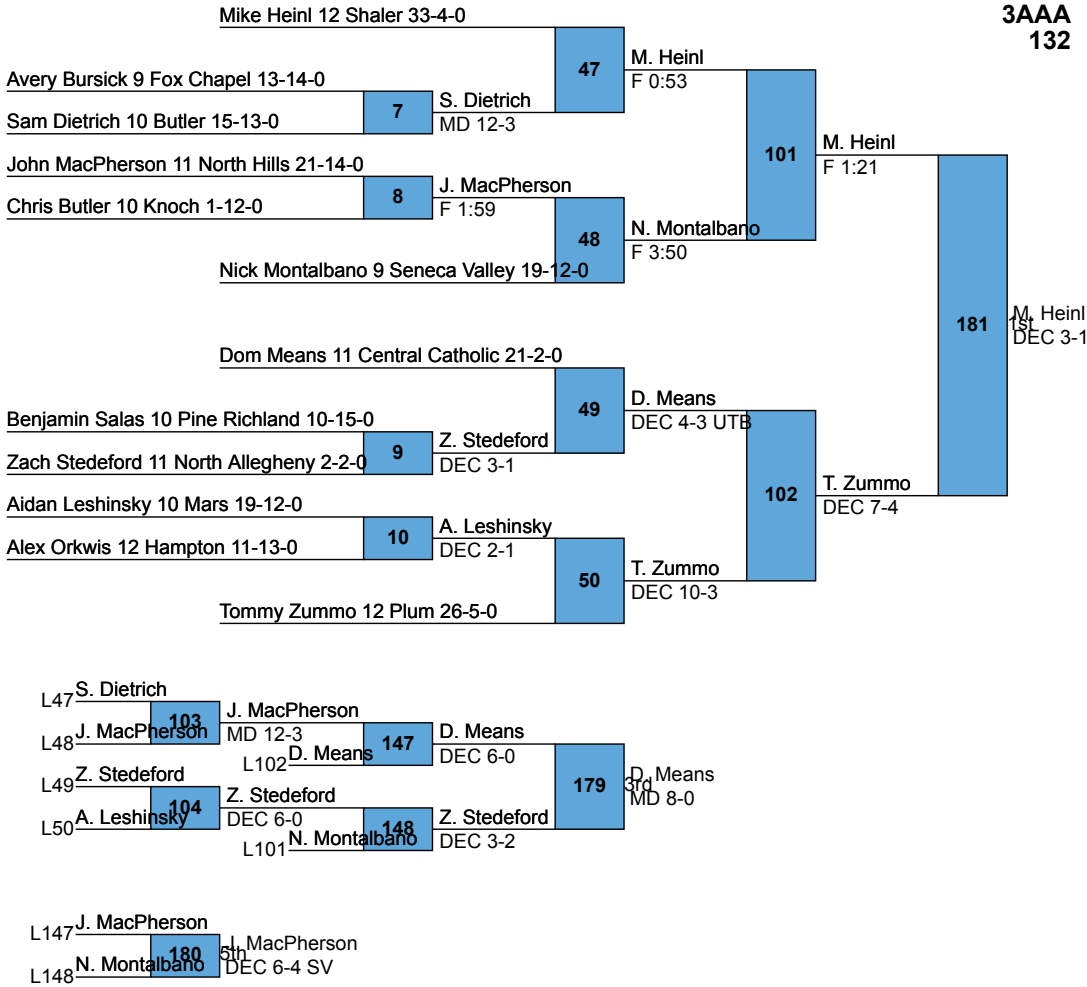 3AAA
132
Mike Heinl 12 Shaler 33-4-0
47
M. Heinl
F 0:53
Avery Bursick 9 Fox Chapel 13-14-0
7
S. Dietrich
MD 12-3
Sam Dietrich 10 Butler 15-13-0
101
M. Heinl
F 1:21
John MacPherson 11 North Hills 21-14-0
8
J. MacPherson
F 1:59
Chris Butler 10 Knoch 1-12-0
48
N. Montalbano
F 3:50
Nick Montalbano 9 Seneca Valley 19-12-0
181
1st
M. Heinl
DEC 3-1
Dom Means 11 Central Catholic 21-2-0
49
D. Means
DEC 4-3 UTB
Benjamin Salas 10 Pine Richland 10-15-0
9
Z. Stedeford
DEC 3-1
Zach Stedeford 11 North Allegheny 2-2-0
102
T. Zummo
DEC 7-4
Aidan Leshinsky 10 Mars 19-12-0
10
A. Leshinsky
DEC 2-1
Alex Orkwis 12 Hampton 11-13-0
50
T. Zummo
DEC 10-3
Tommy Zummo 12 Plum 26-5-0
L47 S. Dietrich
103
J. MacPherson
MD 12-3
L48 J. MacPherson
147
D. Means
DEC 6-0
L102 D. Means
L49 Z. Stedeford
179
3rd
D. Means
MD 8-0
104
Z. Stedeford
DEC 6-0
L50 A. Leshinsky
148
Z. Stedeford
DEC 3-2
L101 N. Montalbano
L147 J. MacPherson
180
5th
J. MacPherson
DEC 6-4 SV
L148 N. Montalbano